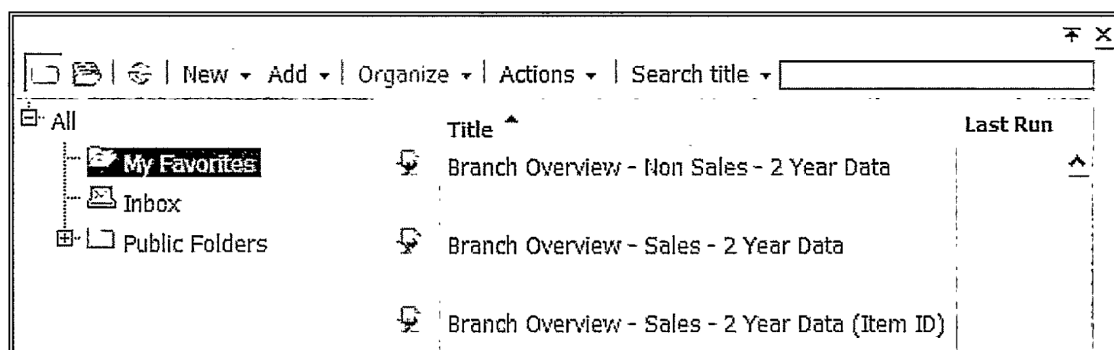 New Add Organize Actions Search title
All
Title Last Run
My Favorites
Branch Overview - Non Sales - 2 Year Data
Inbox
Public Folders
Branch Overview - Sales - 2 Year Data
Branch Overview - Sales - 2 Year Data (Item ID)